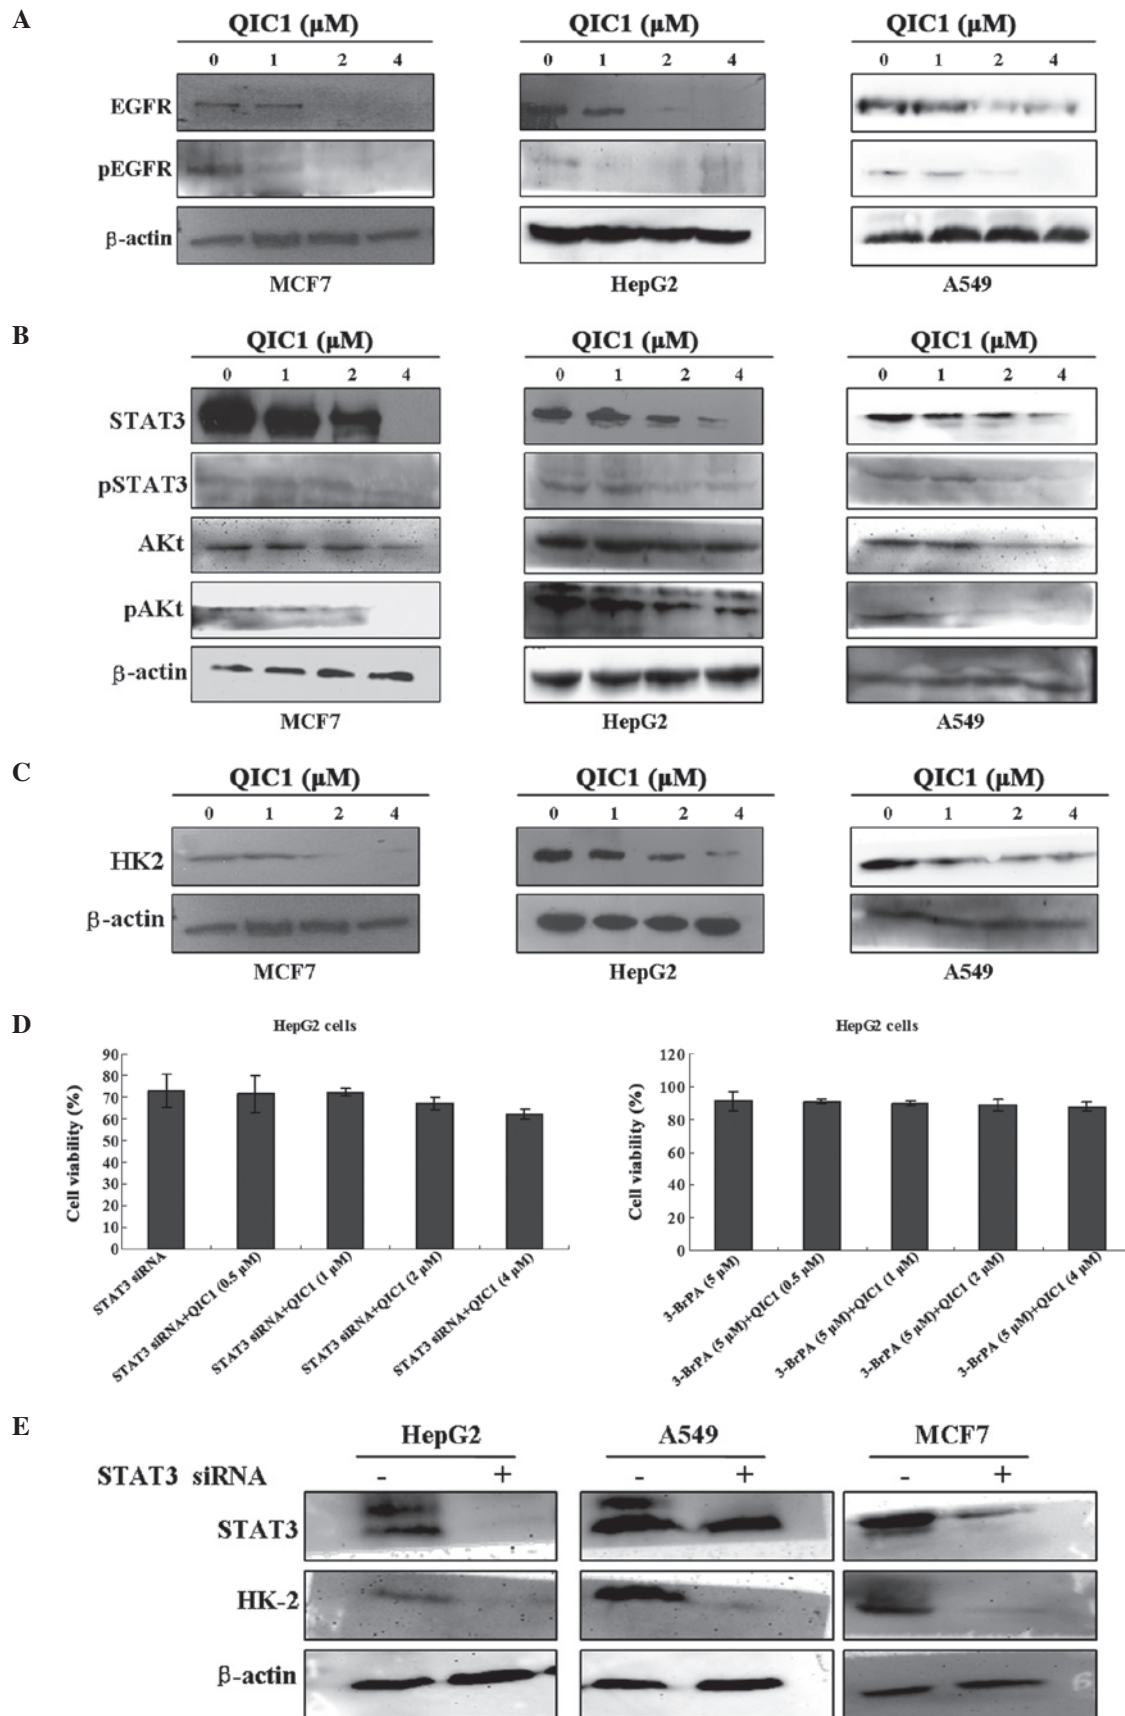 A
QIC1 (μM) QIC1 (μM) QIC1 (μM)
0 1 2 4 0 1 2 4 0 1 2 4
EGFR
pEGFR
β-actin
MCF7 HepG2 A549
B
QIC1 (μM) QIC1 (μM) QIC1 (μM)
0 1 2 4 0 1 2 4 0 1 2 4
STAT3
pSTAT3
AKt
pAKt
β-actin
MCF7 HepG2 A549
C
QIC1 (μM) QIC1 (μM) QIC1 (μM)
0 1 2 4 0 1 2 4 0 1 2 4
HK2
β-actin
MCF7 HepG2 A549
D
HepG2 cells
Cell viability (%)
90
80
70
60
50
40
30
20
10
0
STAT3 siRNA
STAT3 siRNA+QIC1 (0.5 μM)
STAT3 siRNA+QIC1 (1 μM)
STAT3 siRNA+QIC1 (2 μM)
STAT3 siRNA+QIC1 (4 μM)
HepG2 cells
Cell viability (%)
120
100
80
60
40
20
0
3-BrPA (5 μM)
3-BrPA (5 μM)+QIC1 (0.5 μM)
3-BrPA (5 μM)+QIC1 (1 μM)
3-BrPA (5 μM)+QIC1 (2 μM)
3-BrPA (5 μM)+QIC1 (4 μM)
E
HepG2 A549 MCF7
STAT3 siRNA - + - + - +
STAT3
HK-2
β-actin